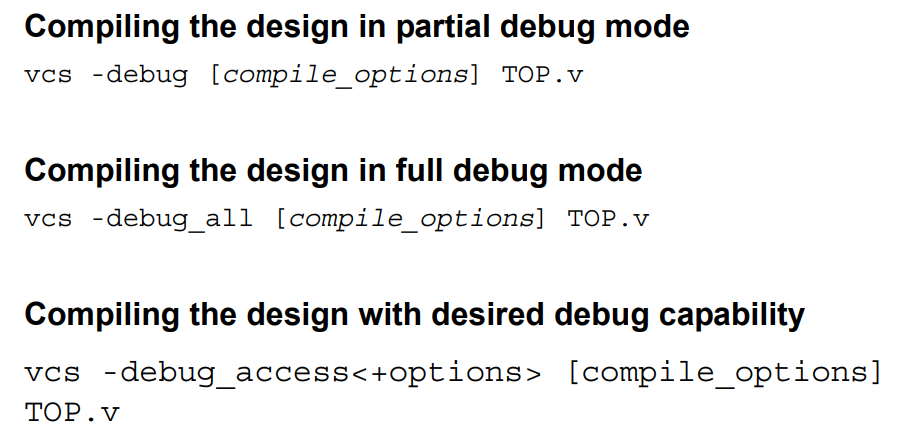 Compiling the design in partial debug mode
vcs -debug [compile_options] TOP.v
Compiling the design in full debug mode
vcs -debug_all [compile_options] TOP.v
Compiling the design with desired debug capability
vcs -debug_access<+options> [compile_options]
TOP.v